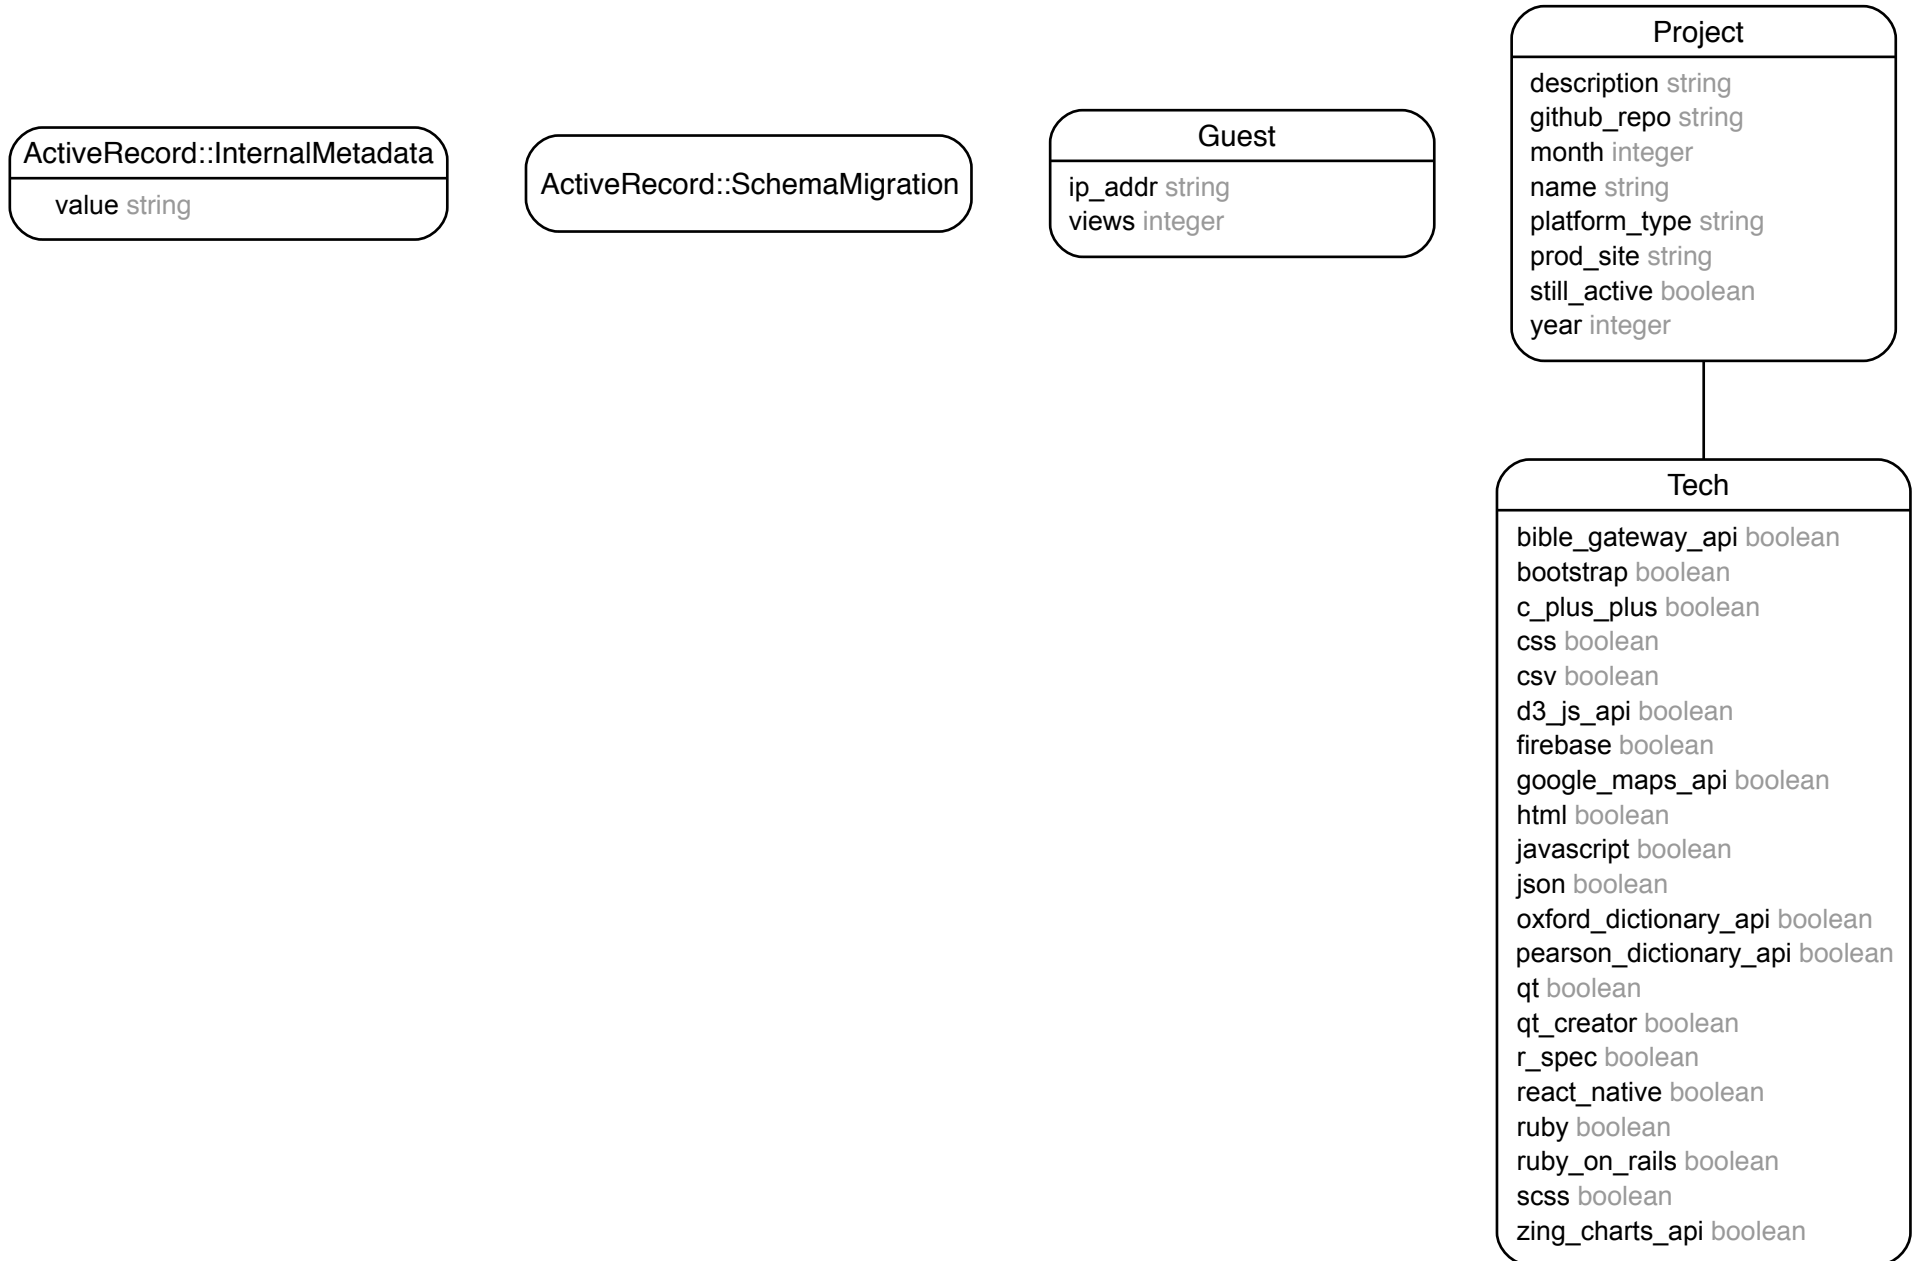 ActiveRecord::InternalMetadata
value string
ActiveRecord::SchemaMigration
Guest
ip_addr string
views integer
Project
description string
github_repo string
month integer
name string
platform_type string
prod_site string
still_active boolean
year integer
Tech
bible_gateway_api boolean
bootstrap boolean
c_plus_plus boolean
css boolean
csv boolean
d3_js_api boolean
firebase boolean
google_maps_api boolean
html boolean
javascript boolean
json boolean
oxford_dictionary_api boolean
pearson_dictionary_api boolean
qt boolean
qt_creator boolean
r_spec boolean
react_native boolean
ruby boolean
ruby_on_rails boolean
scss boolean
zing_charts_api boolean